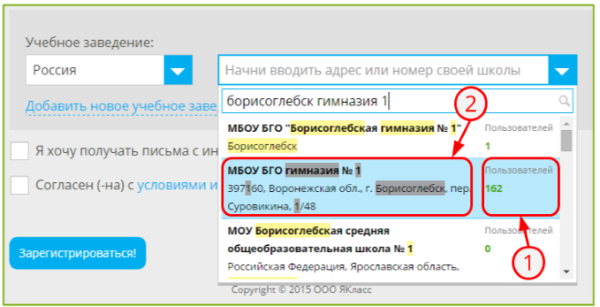 Учебное заведение:
Россия
Начни вводить адрес или номер своей школы
борисоглебск гимназия 1
Добавить новое учебное заве
МБОУ БГО "Борисоглебская гимназия № 1"
Борисоглебск
Пользователей
1
2
Я хочу получать письма с ин
Согласен (-на) с условиями и
МБОУ БГО гимназия № 1
397160, Воронежская обл., г. Борисоглебск, пер.
Суровикина, 1/48
Пользователей
162
МОУ Борисоглебская средняя
общеобразовательная школа № 1
Российская Федерация, Ярославская область,
Пользователей
0
1
Зарегистрироваться!
Copyright © 2015 ООО ЯКласс